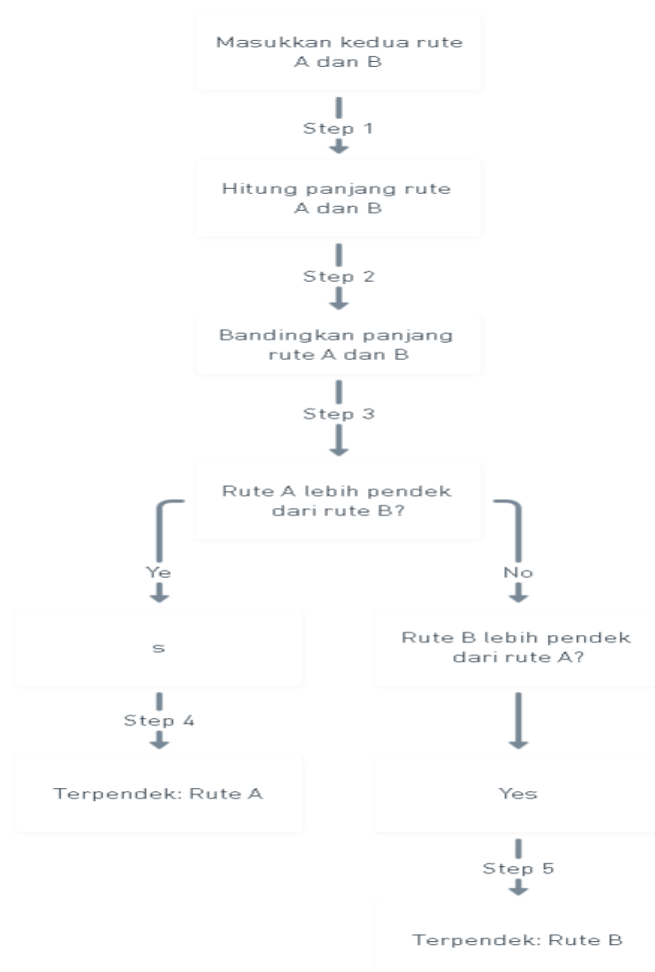 Masukkan kedua rute
A dan B
Step 1
Hitung panjang rute
A dan B
Step 2
Bandingkan panjang
rute A dan B
Step 3
Rute A lebih pendek
dari rute B?
Ye
No
s
Rute B lebih pendek
dari rute A?
Step 4
Terpendek: Rute A
Yes
Step 5
Terpendek: Rute B